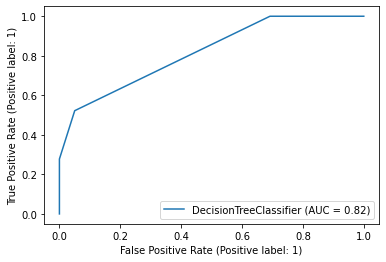 1.0
0.8
0.6
0.4
0.2
0.0
True Positive Rate (Positive label: 1)
DecisionTreeClassifier (AUC = 0.82)
0.0 0.2 0.4 0.6 0.8 1.0
False Positive Rate (Positive label: 1)